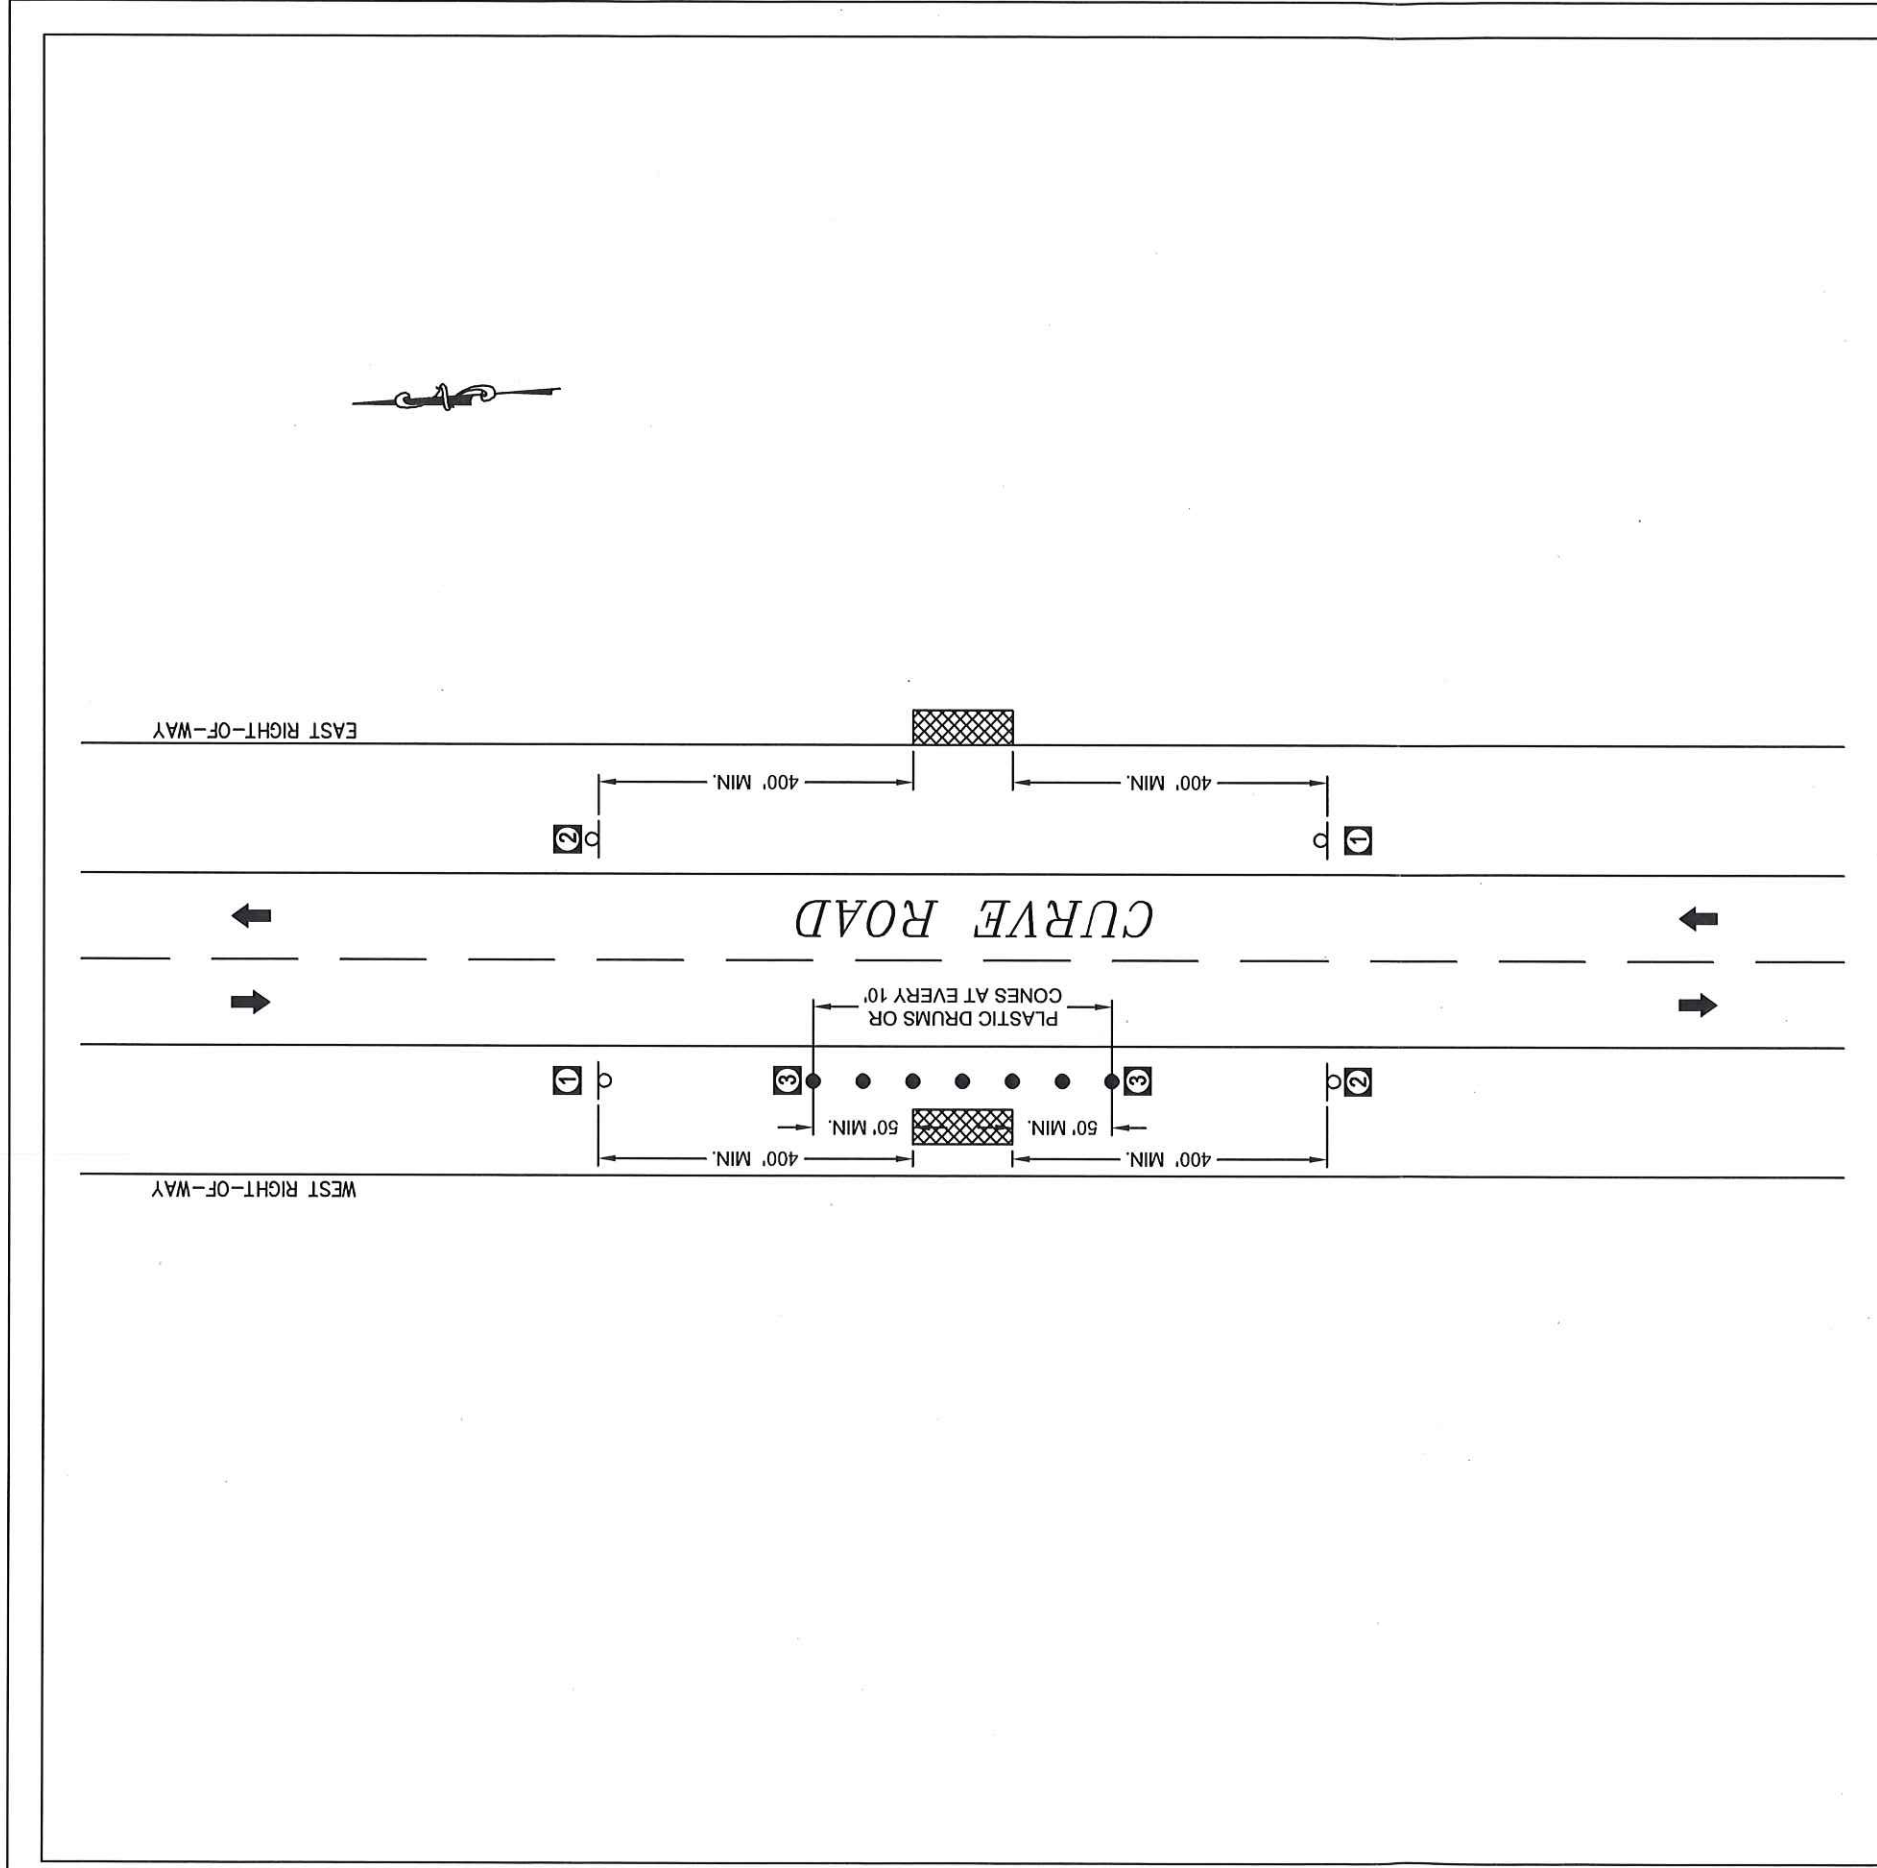 WEST RIGHT-OF-WAY
400' MIN.
400' MIN.
50' MIN.
50' MIN.
2
3
3
1
PLASTIC DRUMS OR
CONES AT EVERY 10'
CURVE ROAD
1
2
400' MIN.
400' MIN.
EAST RIGHT-OF-WAY